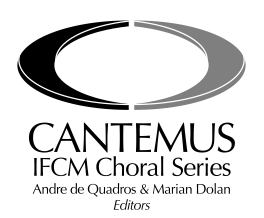 CANTEMUS
IFCM Choral Series
Andre de Quadros & Marian Dolan
Editors